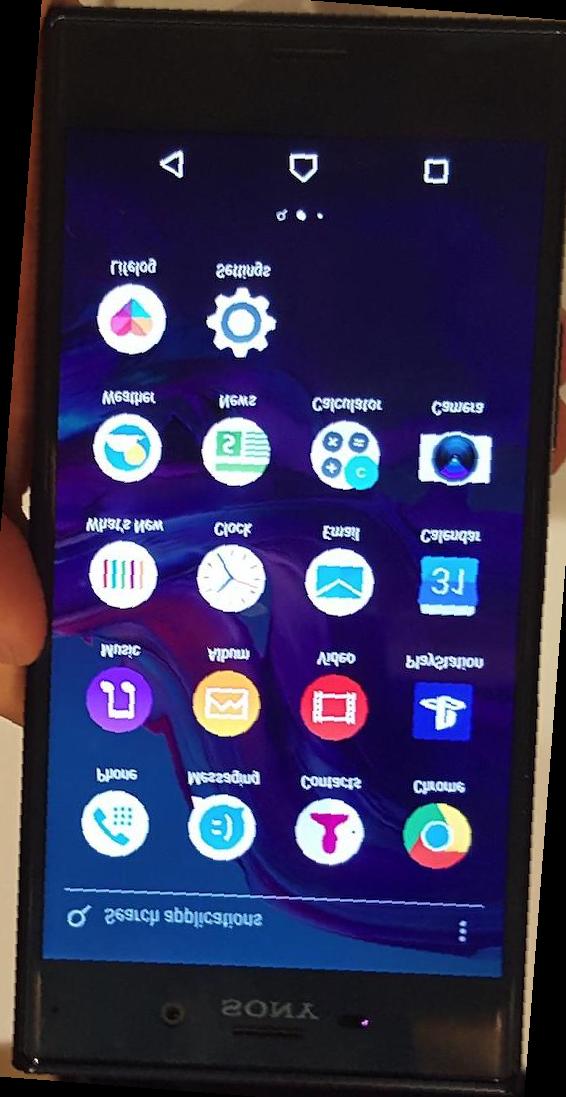 SONY
Search applications
Phone Messaging Contacts Chrome
Music Album Video PlayStation
31
What's New Clock Email Calendar
S
C
Weather News Calculator Camera
Lifelog Settings